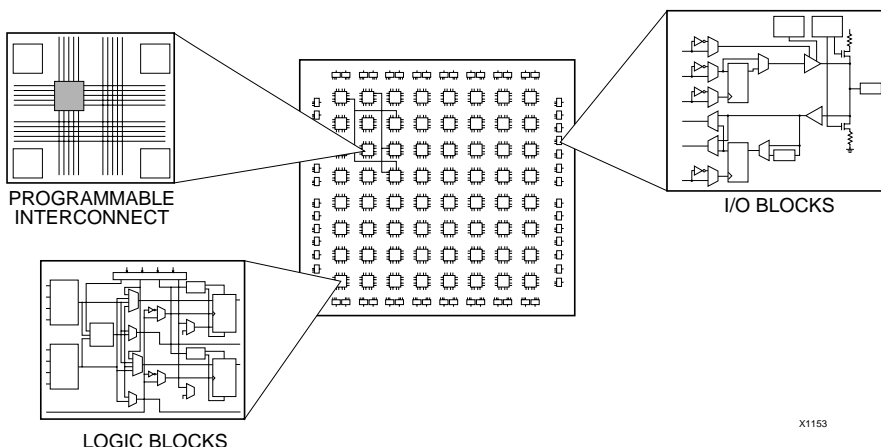 PROGRAMMABLE
INTERCONNECT
I/O BLOCKS
LOGIC BLOCKS
X1153